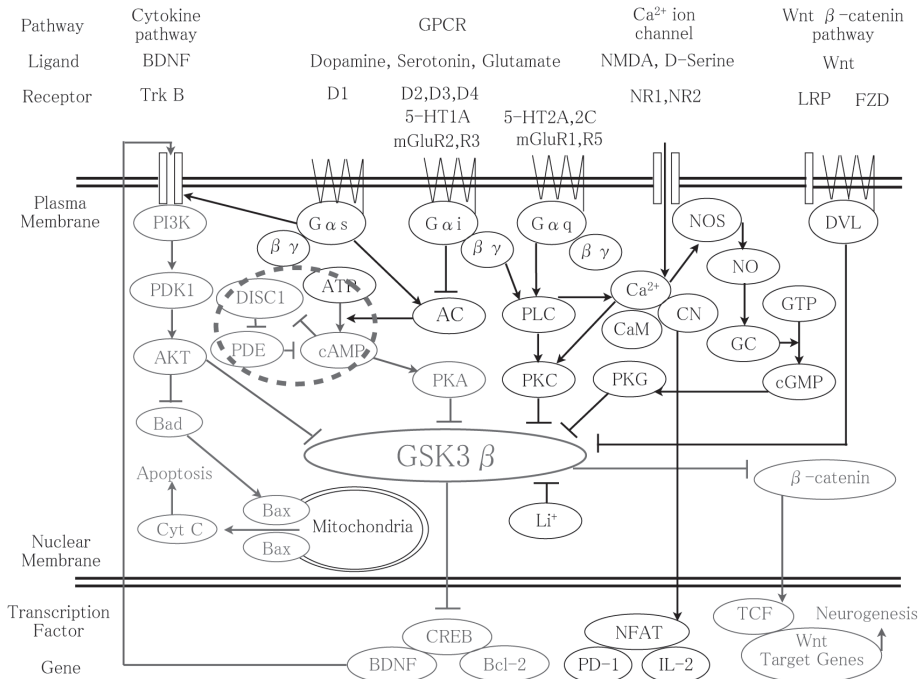 Pathway
Cytokine
pathway
GPCR
Ca²⁺ ion
channel
Wnt β-catenin
pathway
Ligand
BDNF
Dopamine, Serotonin, Glutamate
NMDA, D-Serine
Wnt
Receptor
Trk B
D1
D2,D3,D4
5-HT1A
mGluR2,R3
5-HT2A,2C
mGluR1,R5
NR1,NR2
LRP
FZD
Plasma
Membrane
PI3K
Gαs
βγ
Gαi
βγ
Gαq
βγ
NOS
DVL
PDK1
DISC1
ATP
AC
PLC
Ca²⁺
CaM
CN
NO
GTP
GC
AKT
PDE
cAMP
PKA
PKC
PKG
cGMP
Bad
GSK3 β
β-catenin
Apoptosis
Cyt C
Bax
Bax
Mitochondria
Li⁺
Nuclear
Membrane
Transcription
Factor
CREB
NFAT
TCF
Neurogenesis
Gene
BDNF
Bcl-2
PD-1
IL-2
Wnt
Target Genes